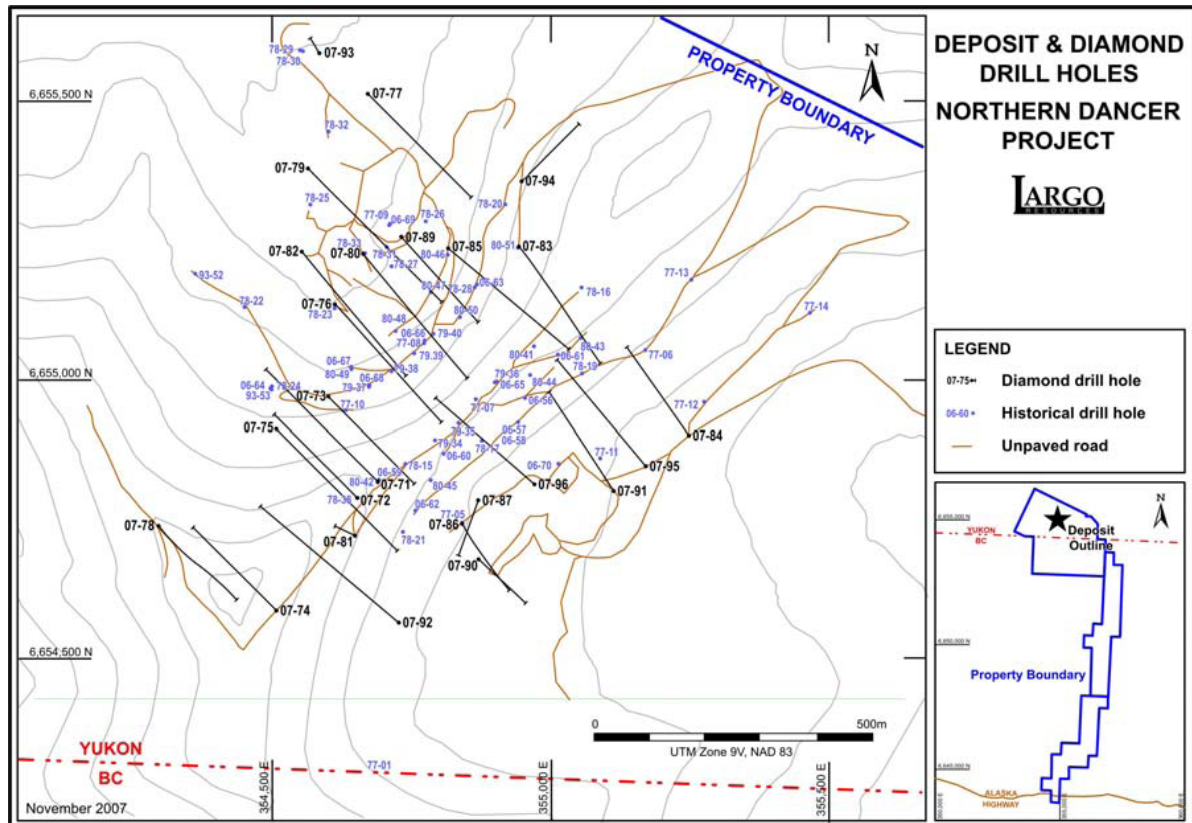 DEPOSIT & DIAMOND
DRILL HOLES
NORTHERN DANCER
PROJECT
LARGO
RESOURCES
LEGEND
07-75 Diamond drill hole
06-60 Historical drill hole
Unpaved road
N
PROPERTY BOUNDARY
6,655,500 N
6,655,000 N
6,654,500 N
354,500 E
355,000 E
355,500 E
78-29
78-30
07-93
07-77
78-32
07-79
07-94
78-25
77-09
06-69
78-26
78-20
07-89
07-82
78-33
07-80
78-31
78-27
07-85
80-46
80-51
07-83
93-52
78-22
07-76
78-23
80-47
78-28
06-63
80-50
78-16
77-13
77-14
80-48
06-66
77-08
79-40
79-39
06-67
80-49
06-68
79-38
79-37
80-41
06-61
78-19
77-06
06-64
93-53
07-73
77-10
79-36
06-65
80-44
06-56
77-07
77-12
07-75
79-35
06-57
06-58
07-84
79-34
78-17
06-60
06-59
78-15
80-42
07-71
80-45
06-70
77-11
07-95
07-96
07-91
07-72
06-62
07-87
77-05
07-86
07-78
07-81
78-21
07-90
07-74
07-92
0
500m
UTM Zone 9V, NAD 83
YUKON
BC
77-01
November 2007
N
6,655,000 N
YUKON
BC
Deposit
Outline
6,650,000 N
Property Boundary
6,645,000 N
ALASKA
HIGHWAY